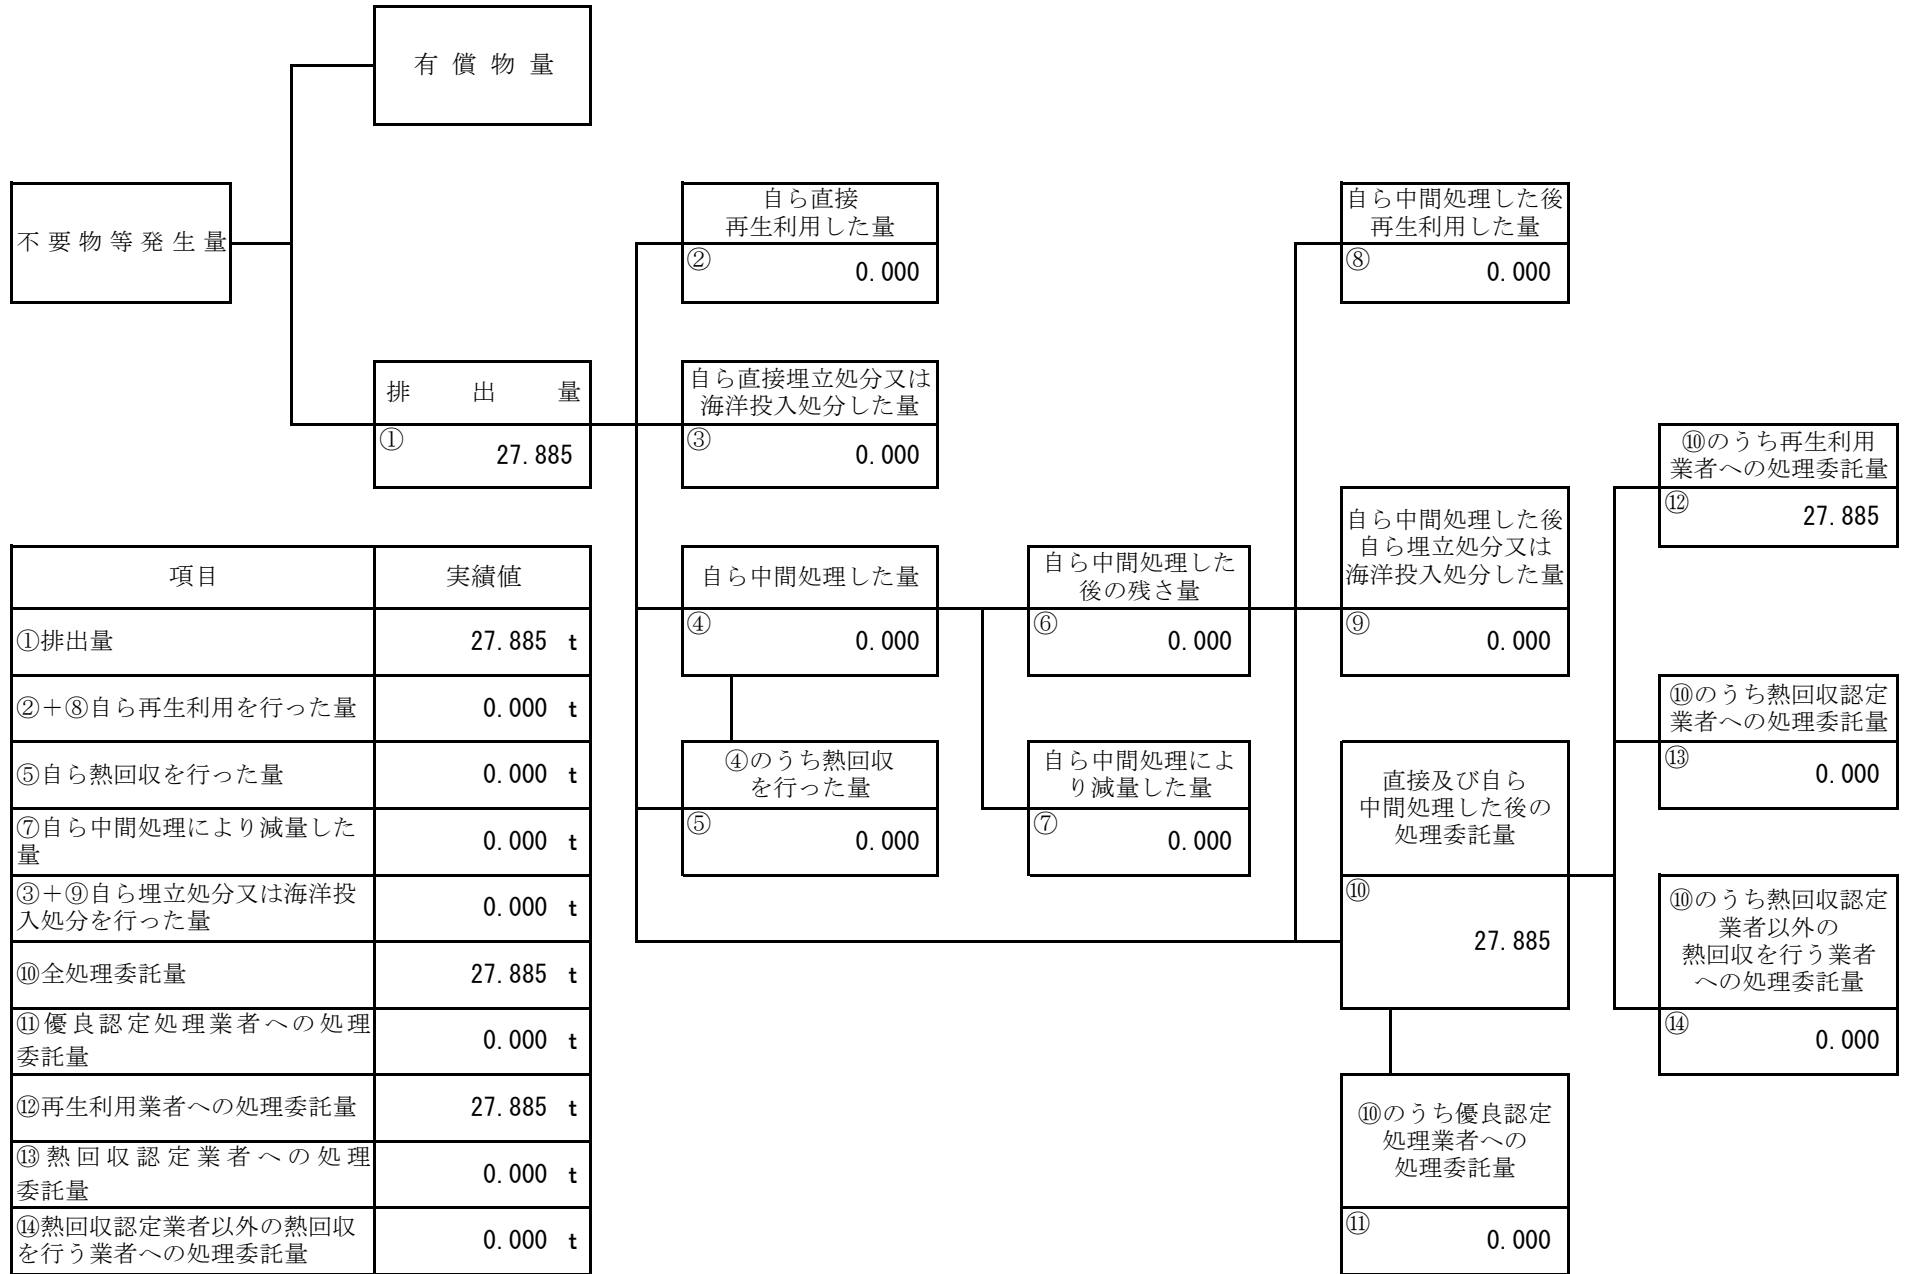 有償物量
不要物等発生量
自ら直接
再生利用した量
② 0.000
自ら中間処理した後
再生利用した量
⑧ 0.000
排出量
① 27.885
自ら直接埋立処分又は
海洋投入処分した量
③ 0.000
⑩のうち再生利用
業者への処理委託量
⑫ 27.885
自ら中間処理した量
④ 0.000
自ら中間処理した
後の残さ量
⑥ 0.000
自ら中間処理した後
自ら埋立処分又は
海洋投入処分した量
⑨ 0.000
④のうち熱回収
を行った量
⑤ 0.000
自ら中間処理によ
り減量した量
⑦ 0.000
直接及び自ら
中間処理した後の
処理委託量
⑩ 27.885
⑩のうち熱回収認定
業者への処理委託量
⑬ 0.000
⑩のうち熱回収認定
業者以外の
熱回収を行う業者
への処理委託量
⑭ 0.000
⑩のうち優良認定
処理業者への
処理委託量
⑪ 0.000
項目 実績値
①排出量 27.885 t
②+⑧自ら再生利用を行った量 0.000 t
⑤自ら熱回収を行った量 0.000 t
⑦自ら中間処理により減量した
量 0.000 t
③+⑨自ら埋立処分又は海洋投
入処分を行った量 0.000 t
⑩全処理委託量 27.885 t
⑪優良認定処理業者への処理
委託量 0.000 t
⑫再生利用業者への処理委託量 27.885 t
⑬熱回収認定業者への処理
委託量 0.000 t
⑭熱回収認定業者以外の熱回収
を行う業者への処理委託量 0.000 t